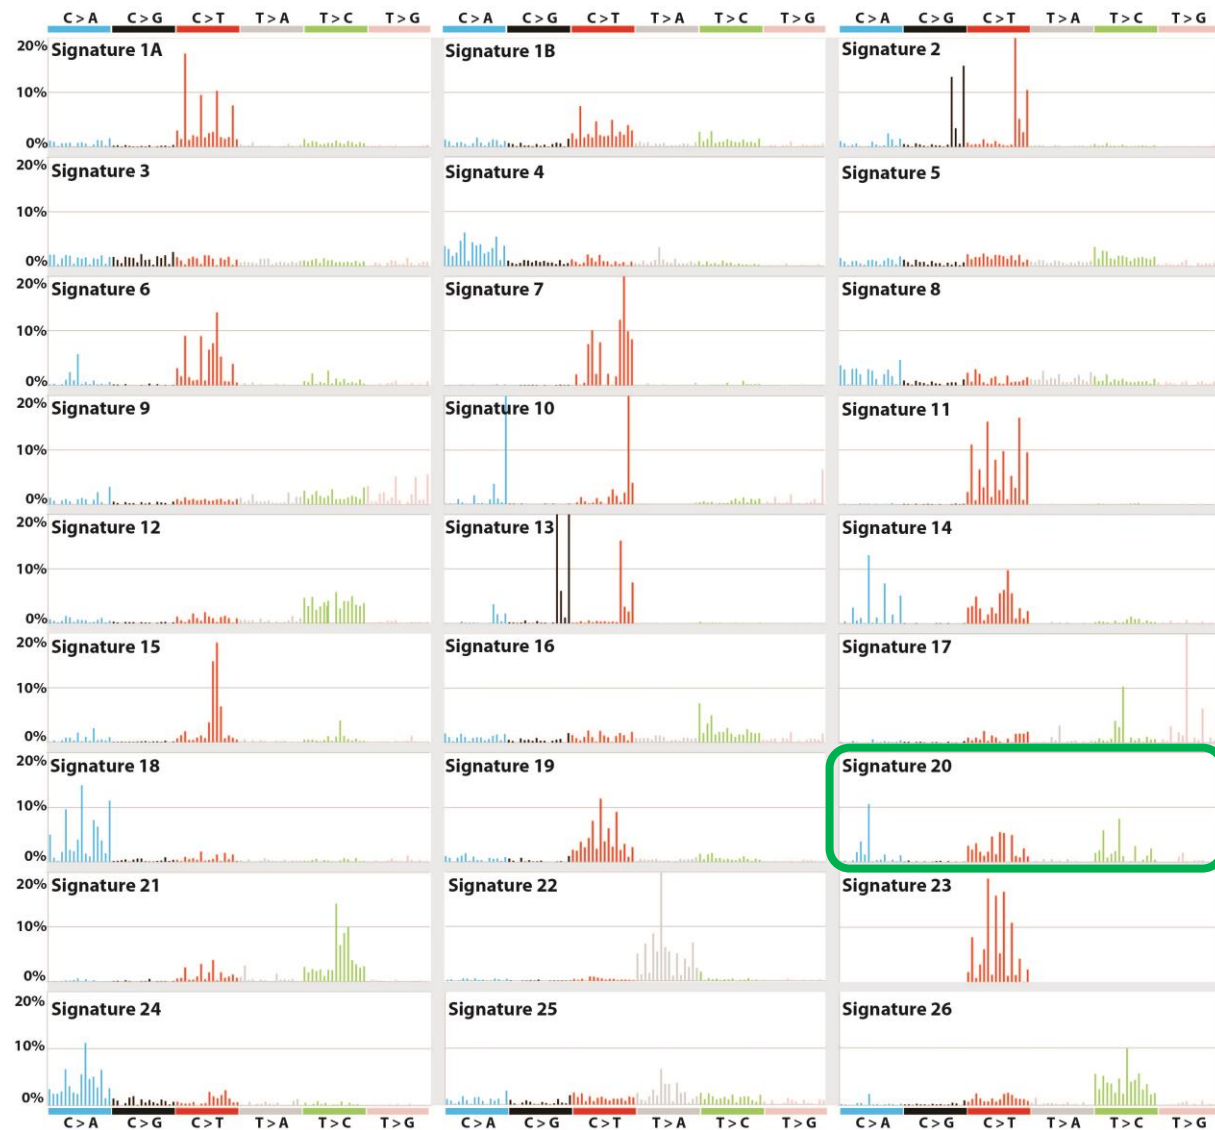 C > A C > G C > T T > A T > C T > G C > A C > G C > T T > A T > C T > G C > A C > G C > T T > A T > C T > G
20% Signature 1A Signature 1B Signature 2
10%
0%
20% Signature 3 Signature 4 Signature 5
10%
0%
20% Signature 6 Signature 7 Signature 8
10%
0%
20% Signature 9 Signature 10 Signature 11
10%
0%
20% Signature 12 Signature 13 Signature 14
10%
0%
20% Signature 15 Signature 16 Signature 17
10%
0%
20% Signature 18 Signature 19 Signature 20
10%
0%
20% Signature 21 Signature 22 Signature 23
10%
0%
20% Signature 24 Signature 25 Signature 26
10%
0%
C > A C > G C > T T > A T > C T > G C > A C > G C > T T > A T > C T > G C > A C > G C > T T > A T > C T > G